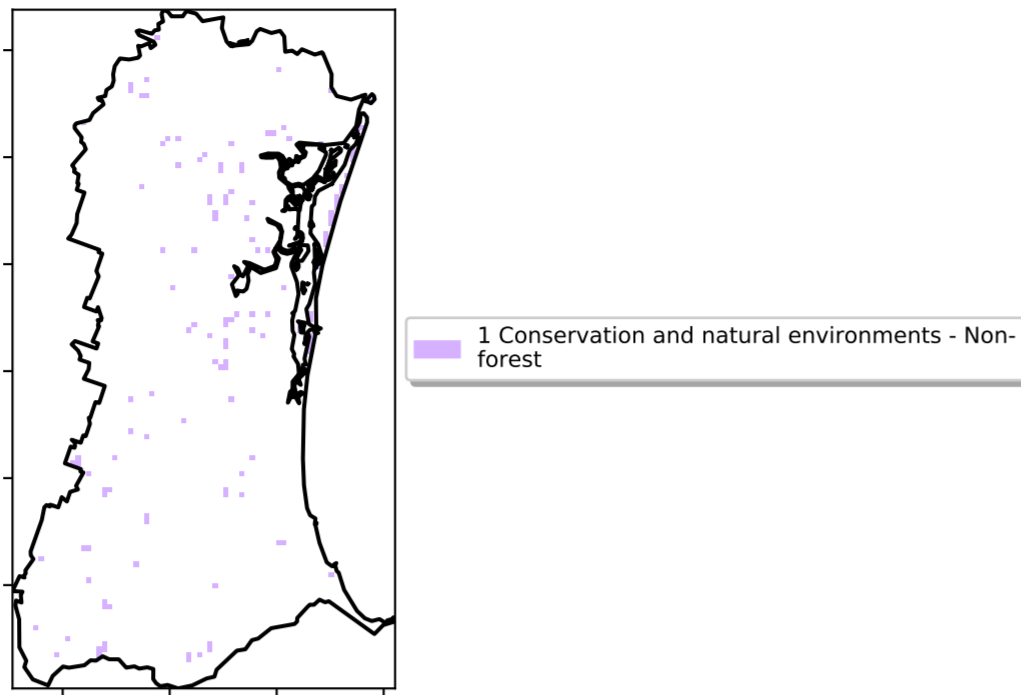 1 Conservation and natural environments - Non-
forest